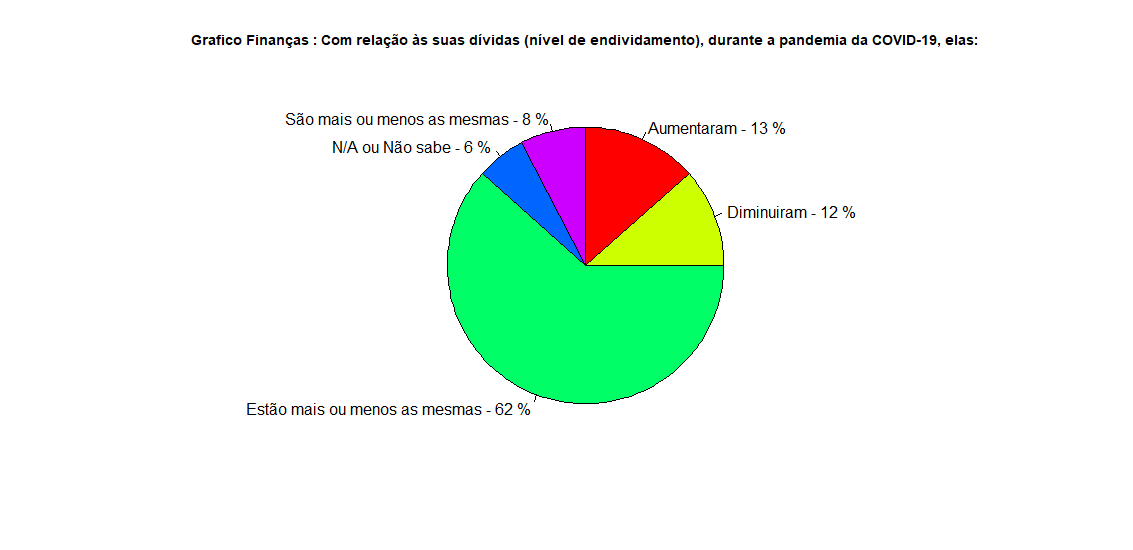 Grafico Finanças : Com relação às suas dívidas (nível de endividamento), durante a pandemia da COVID-19, elas:
São mais ou menos as mesmas - 8 %
Aumentaram - 13 %
N/A ou Não sabe - 6 %
Diminuiram - 12 %
Estão mais ou menos as mesmas - 62 %